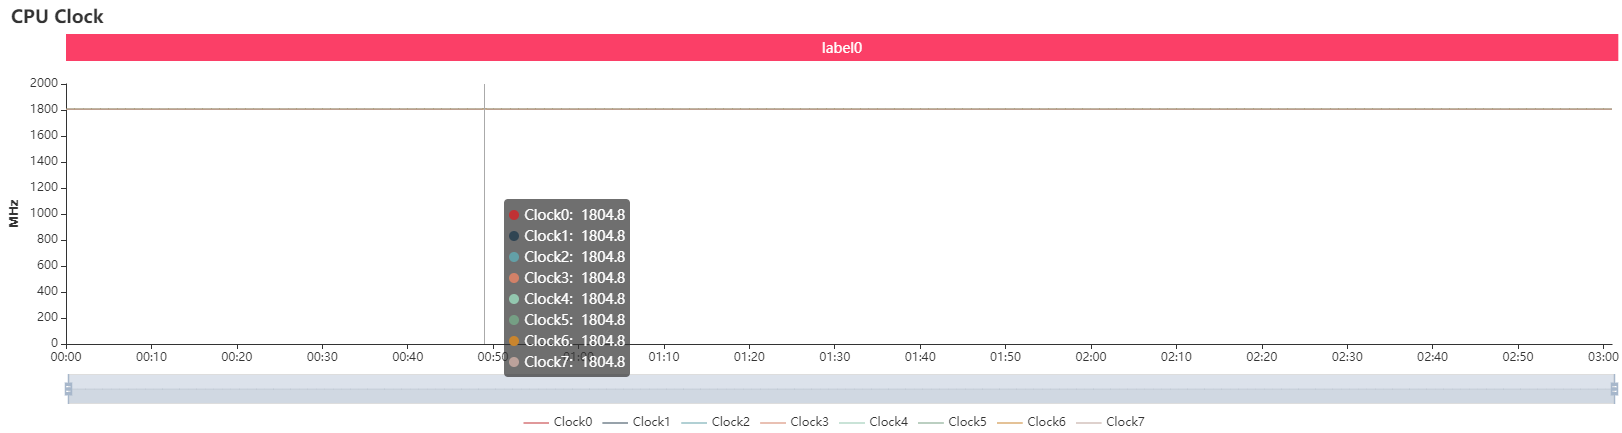 CPU Clock
label0
2000
1800
1600
1400
1200
1000
800
600
400
200
0
MHz
Clock0: 1804.8
Clock1: 1804.8
Clock2: 1804.8
Clock3: 1804.8
Clock4: 1804.8
Clock5: 1804.8
Clock6: 1804.8
Clock7: 1804.8
00:00 00:10 00:20 00:30 00:40 00:50 01:00 01:10 01:20 01:30 01:40 01:50 02:00 02:10 02:20 02:30 02:40 02:50 03:00
Clock0 Clock1 Clock2 Clock3 Clock4 Clock5 Clock6 Clock7